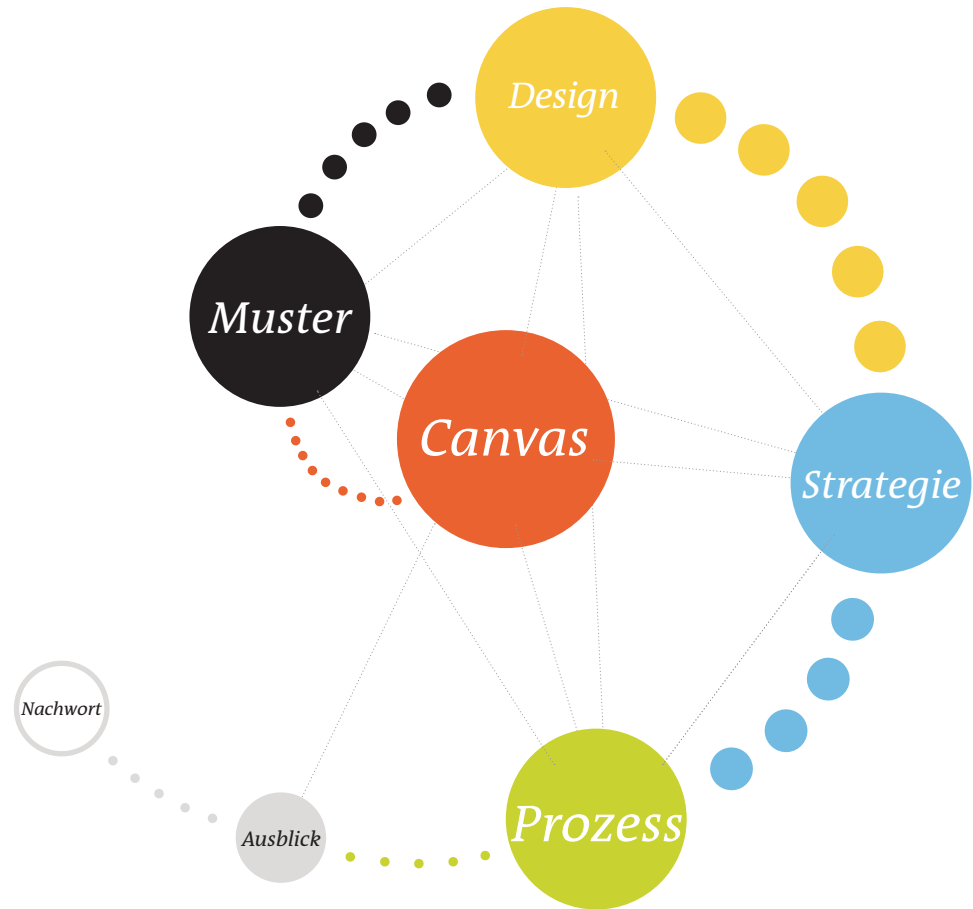 Design
Muster
Canvas
Strategie
Nachwort
Prozess
Ausblick